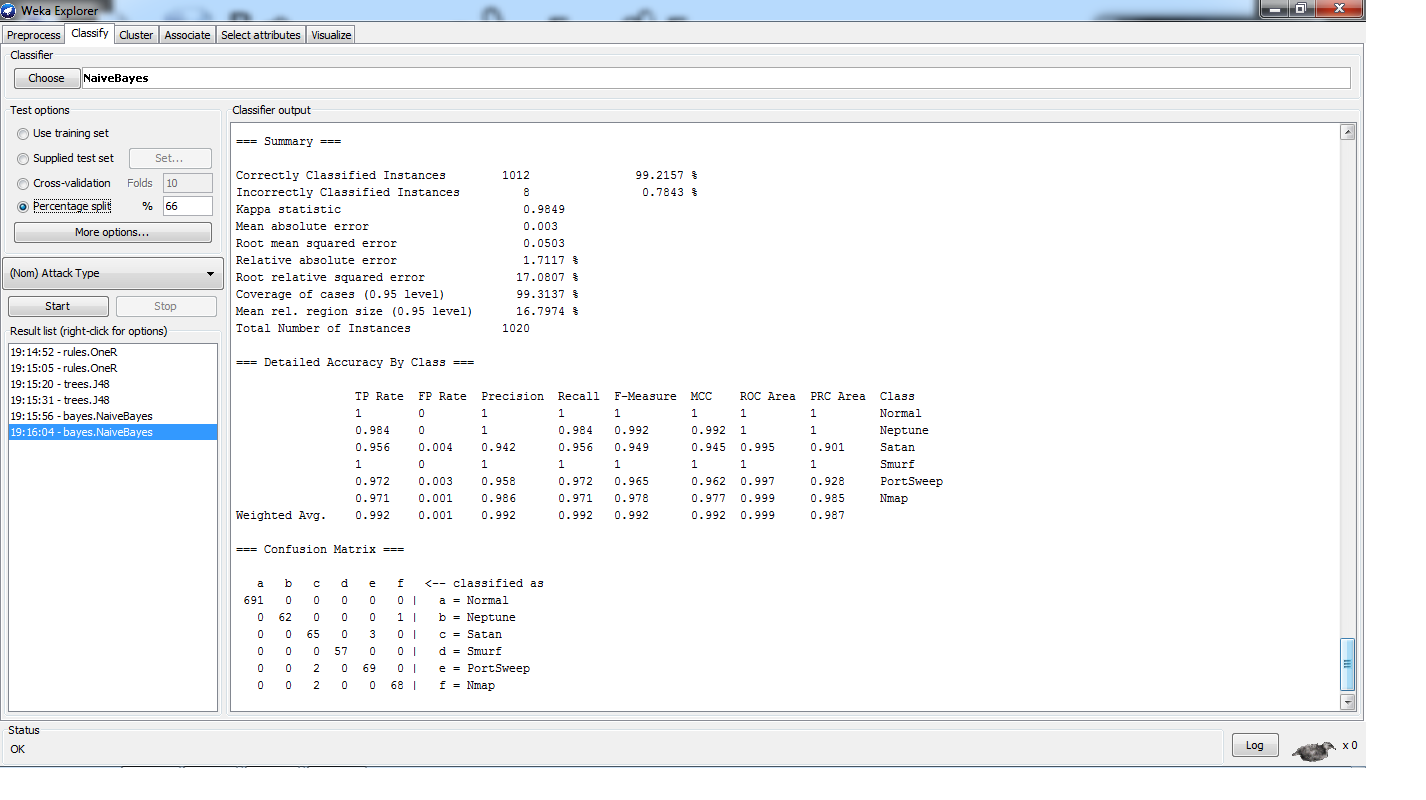 Weka Explorer
Preprocess Classify Cluster Associate Select attributes Visualize
Classifier
Choose NaiveBayes
Test options
Use training set
Supplied test set Set...
Cross-validation Folds 10
Percentage split % 66
More options...
(Nom) Attack Type
Start Stop
Result list (right-click for options)
19:14:52 - rules.OneR
19:15:05 - rules.OneR
19:15:20 - trees.J48
19:15:31 - trees.J48
19:15:56 - bayes.NaiveBayes
19:16:04 - bayes.NaiveBayes
Classifier output
=== Summary ===
Correctly Classified Instances 1012 99.2157 %
Incorrectly Classified Instances 8 0.7843 %
Kappa statistic 0.9849
Mean absolute error 0.003
Root mean squared error 0.0503
Relative absolute error 1.7117 %
Root relative squared error 17.0807 %
Coverage of cases (0.95 level) 99.3137 %
Mean rel. region size (0.95 level) 16.7974 %
Total Number of Instances 1020
=== Detailed Accuracy By Class ===
TP Rate FP Rate Precision Recall F-Measure MCC ROC Area PRC Area Class
1 0 1 1 1 1 1 1 Normal
0.984 0 1 0.984 0.992 0.992 1 1 Neptune
0.956 0.004 0.942 0.956 0.949 0.945 0.995 0.901 Satan
1 0 1 1 1 1 1 1 Smurf
0.972 0.003 0.958 0.972 0.965 0.962 0.997 0.928 PortSweep
0.971 0.001 0.986 0.971 0.978 0.977 0.999 0.985 Nmap
Weighted Avg. 0.992 0.001 0.992 0.992 0.992 0.992 0.999 0.987
=== Confusion Matrix ===
a b c d e f <-- classified as
691 0 0 0 0 0 | a = Normal
0 62 0 0 0 1 | b = Neptune
0 0 65 0 3 0 | c = Satan
0 0 0 57 0 0 | d = Smurf
0 0 2 0 69 0 | e = PortSweep
0 0 2 0 0 68 | f = Nmap
Status
OK
Log
x 0